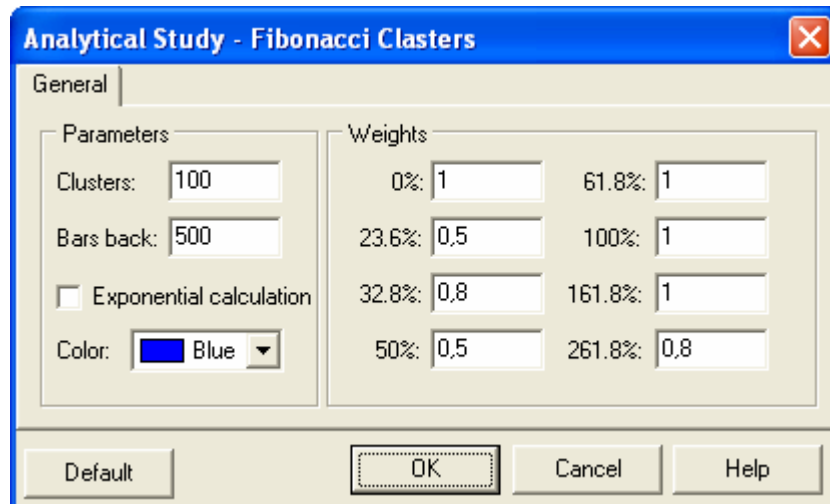 Analytical Study - Fibonacci Clasters
General
Parameters
Clusters: 100
Bars back: 500
Exponential calculation
Color: Blue
Weights
0%: 1 61.8%: 1
23.6%: 0,5 100%: 1
32.8%: 0,8 161.8%: 1
50%: 0,5 261.8%: 0,8
Default OK Cancel Help